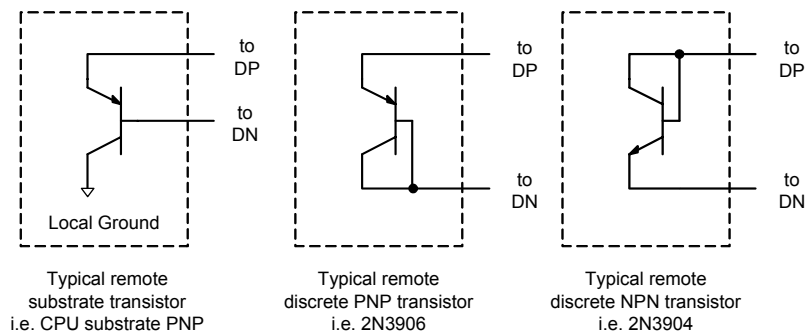 to
DP
to
DN
Local Ground
Typical remote
substrate transistor
i.e. CPU substrate PNP
to
DP
to
DN
Typical remote
discrete PNP transistor
i.e. 2N3906
to
DP
to
DN
Typical remote
discrete NPN transistor
i.e. 2N3904